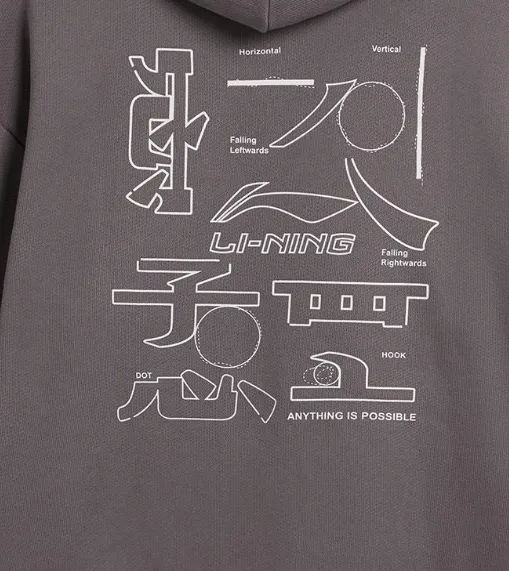 Horizontal
Vertical
Falling
Leftwards
LI-NING
Falling
Rightwards
DOT
HOOK
ANYTHING IS POSSIBLE